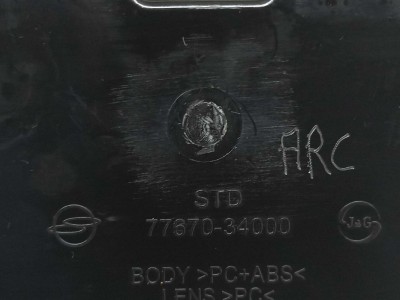 ARC
STD
77670-34000
J&G
BODY >PC+ABS<
LENS >PC<